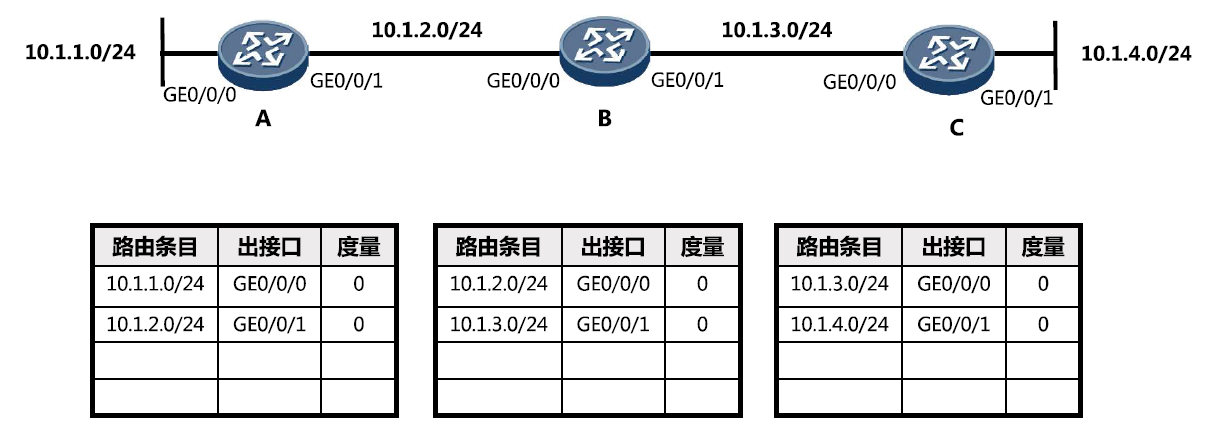 10.1.2.0/24 10.1.3.0/24
10.1.1.0/24 10.1.4.0/24
GE0/0/0 GE0/0/1 GE0/0/0 GE0/0/1 GE0/0/0 GE0/0/1
A B C
路由条目 出接口 度量 路由条目 出接口 度量 路由条目 出接口 度量
10.1.1.0/24 GE0/0/0 0 10.1.2.0/24 GE0/0/0 0 10.1.3.0/24 GE0/0/0 0
10.1.2.0/24 GE0/0/1 0 10.1.3.0/24 GE0/0/1 0 10.1.4.0/24 GE0/0/1 0